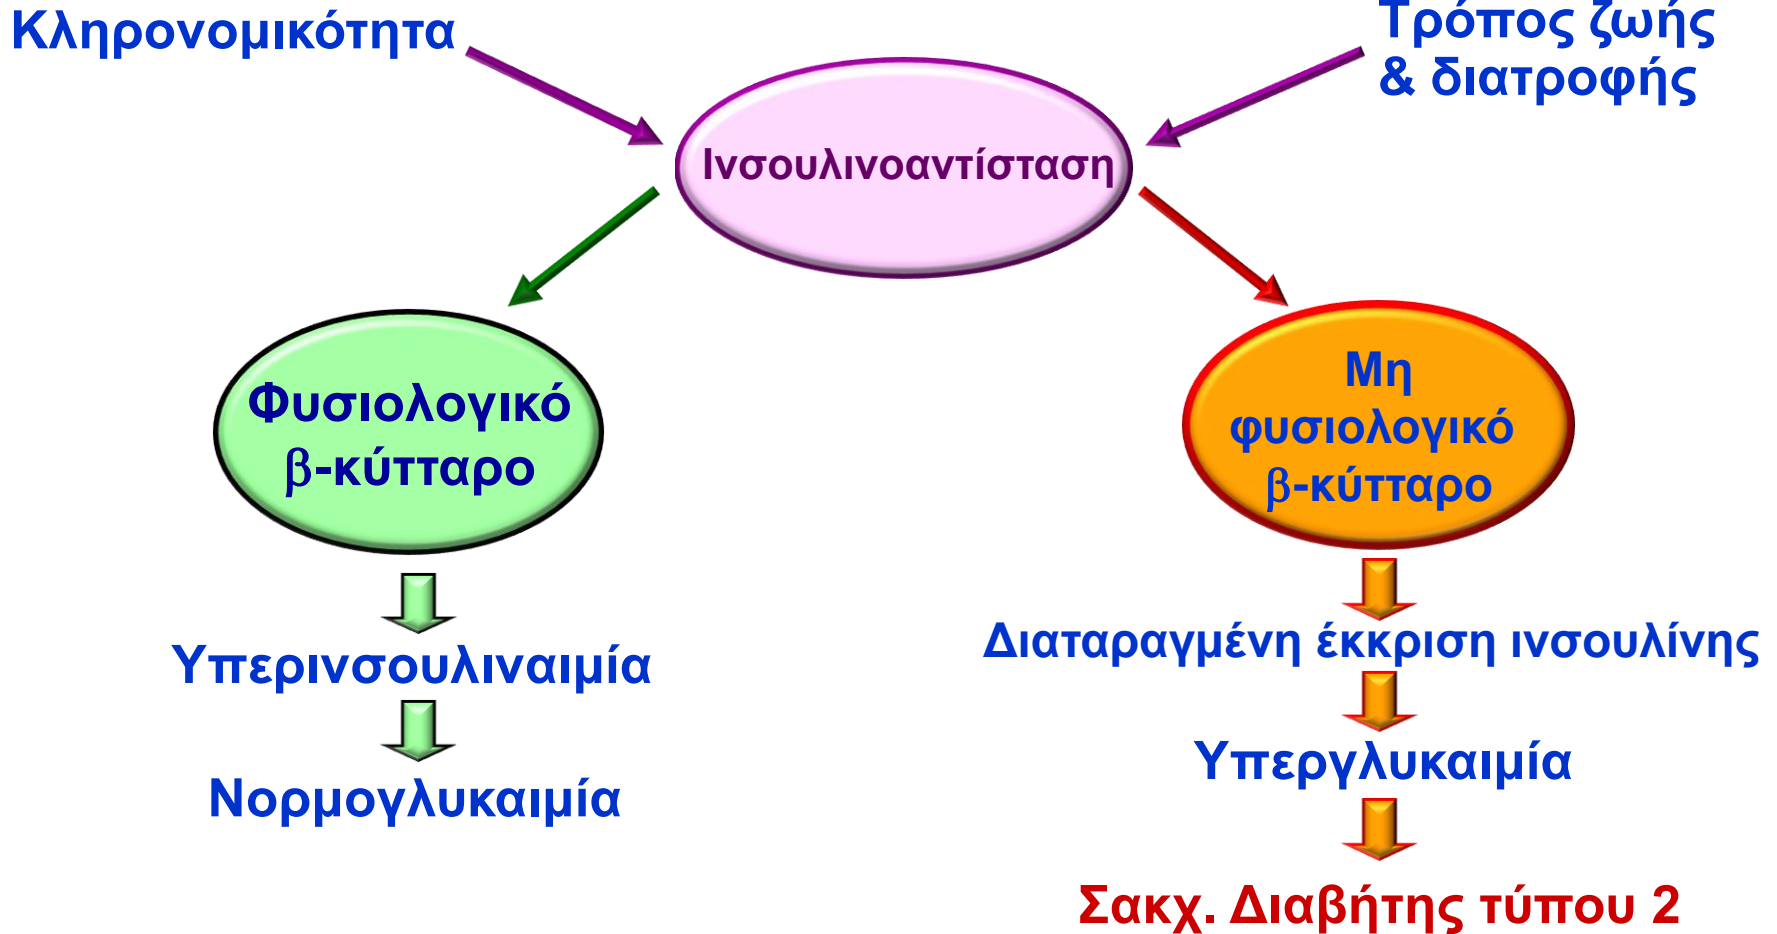 Κληρονομικότητα
Τρόπος ζωής
& διατροφής
Ινσουλινοαντίσταση
Φυσιολογικό
β-κύτταρο
Υπερινσουλιναιμία
Νορμογλυκαιμία
Μη
φυσιολογικό
β-κύτταρο
Διαταραγμένη έκκριση ινσουλίνης
Υπεργλυκαιμία
Σακχ. Διαβήτης τύπου 2